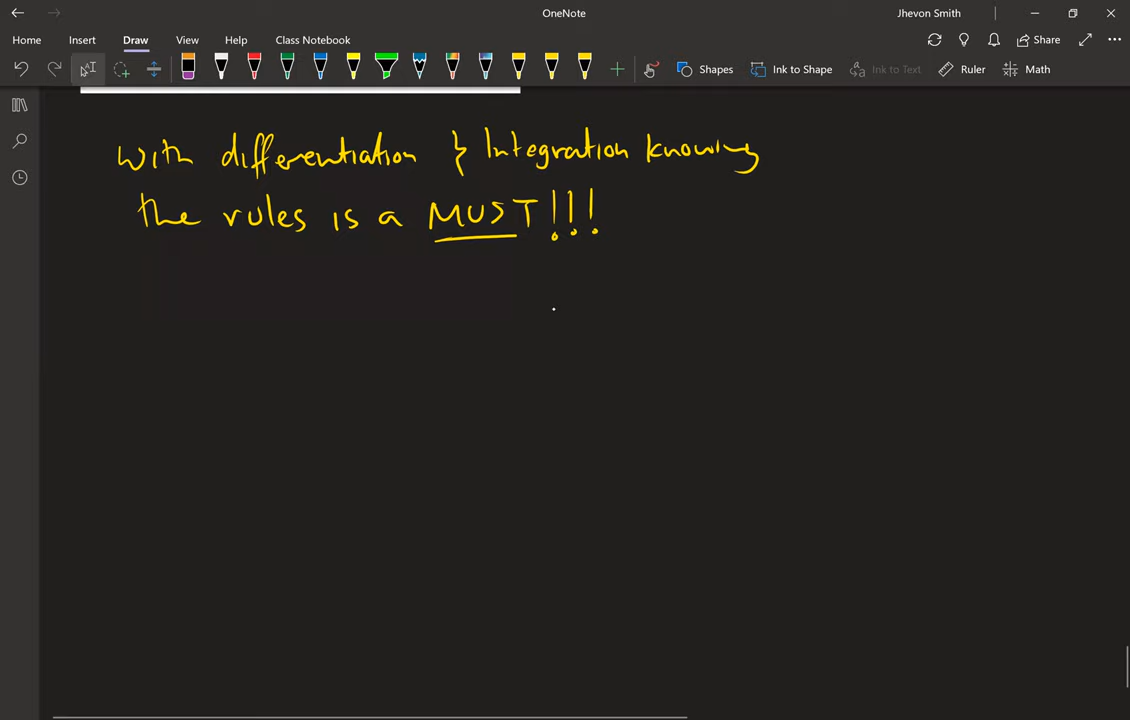 OneNote
Jhevon Smith
Home Insert Draw View Help Class Notebook
Share
Shapes Ink to Shape Ink to Text Ruler Math
With differentiation & Integration knowing
the rules is a MUST!!!